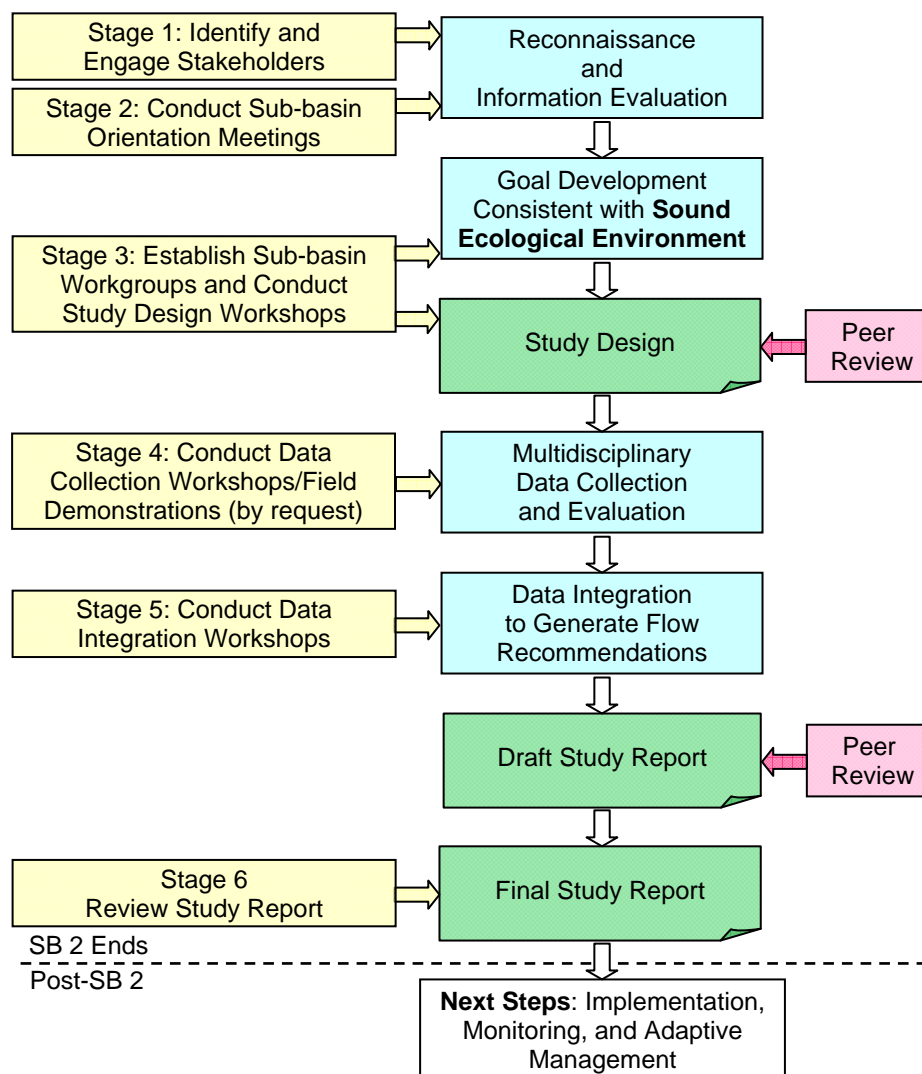 Stage 1: Identify and
Engage Stakeholders
Reconnaissance
and
Information Evaluation
Stage 2: Conduct Sub-basin
Orientation Meetings
Goal Development
Consistent with Sound
Ecological Environment
Stage 3: Establish Sub-basin
Workgroups and Conduct
Study Design Workshops
Study Design
Peer
Review
Stage 4: Conduct Data
Collection Workshops/Field
Demonstrations (by request)
Multidisciplinary
Data Collection
and Evaluation
Stage 5: Conduct Data
Integration Workshops
Data Integration
to Generate Flow
Recommendations
Draft Study Report
Peer
Review
Stage 6
Review Study Report
Final Study Report
SB 2 Ends
Post-SB 2
Next Steps: Implementation,
Monitoring, and Adaptive
Management